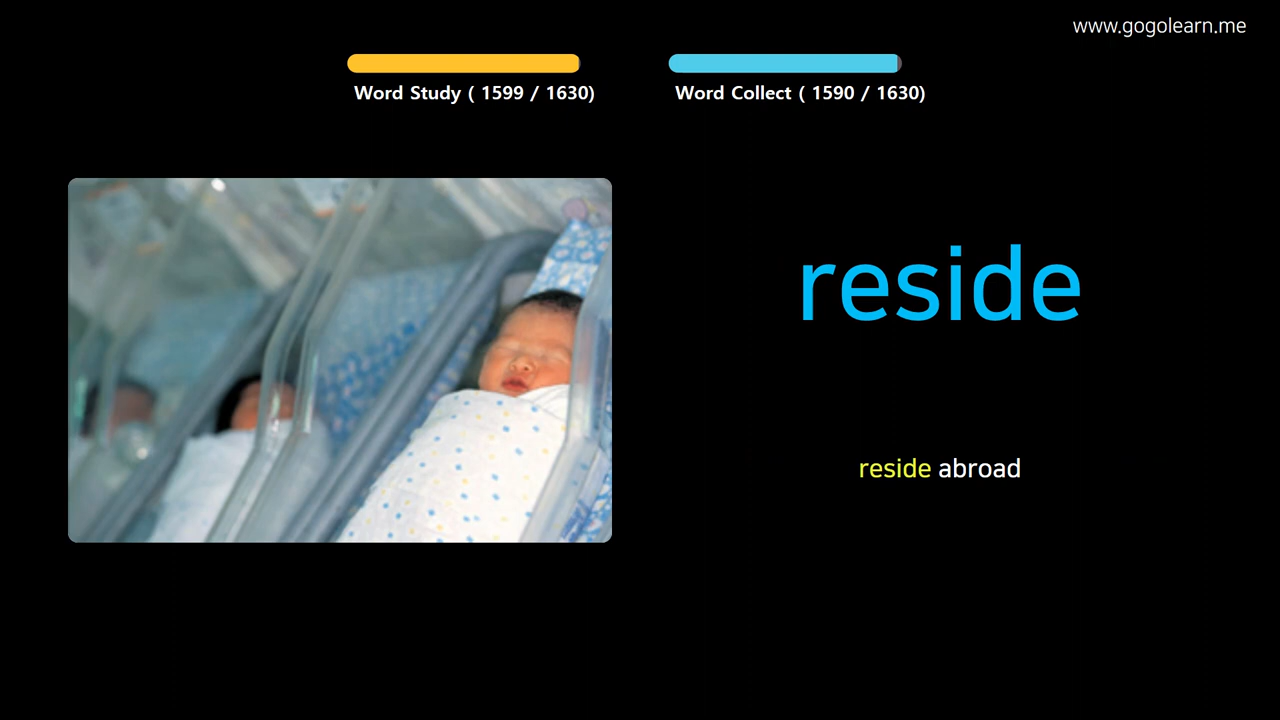 www.gogolearn.me
Word Study ( 1599 / 1630)
Word Collect ( 1590 / 1630)
reside
reside abroad